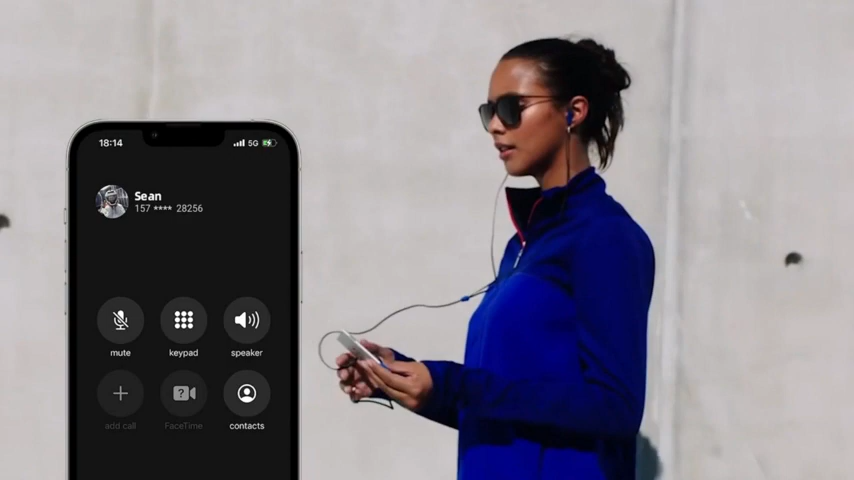 18:14 5G
Sean
157 **** 28256
mute keypad speaker
add call FaceTime contacts